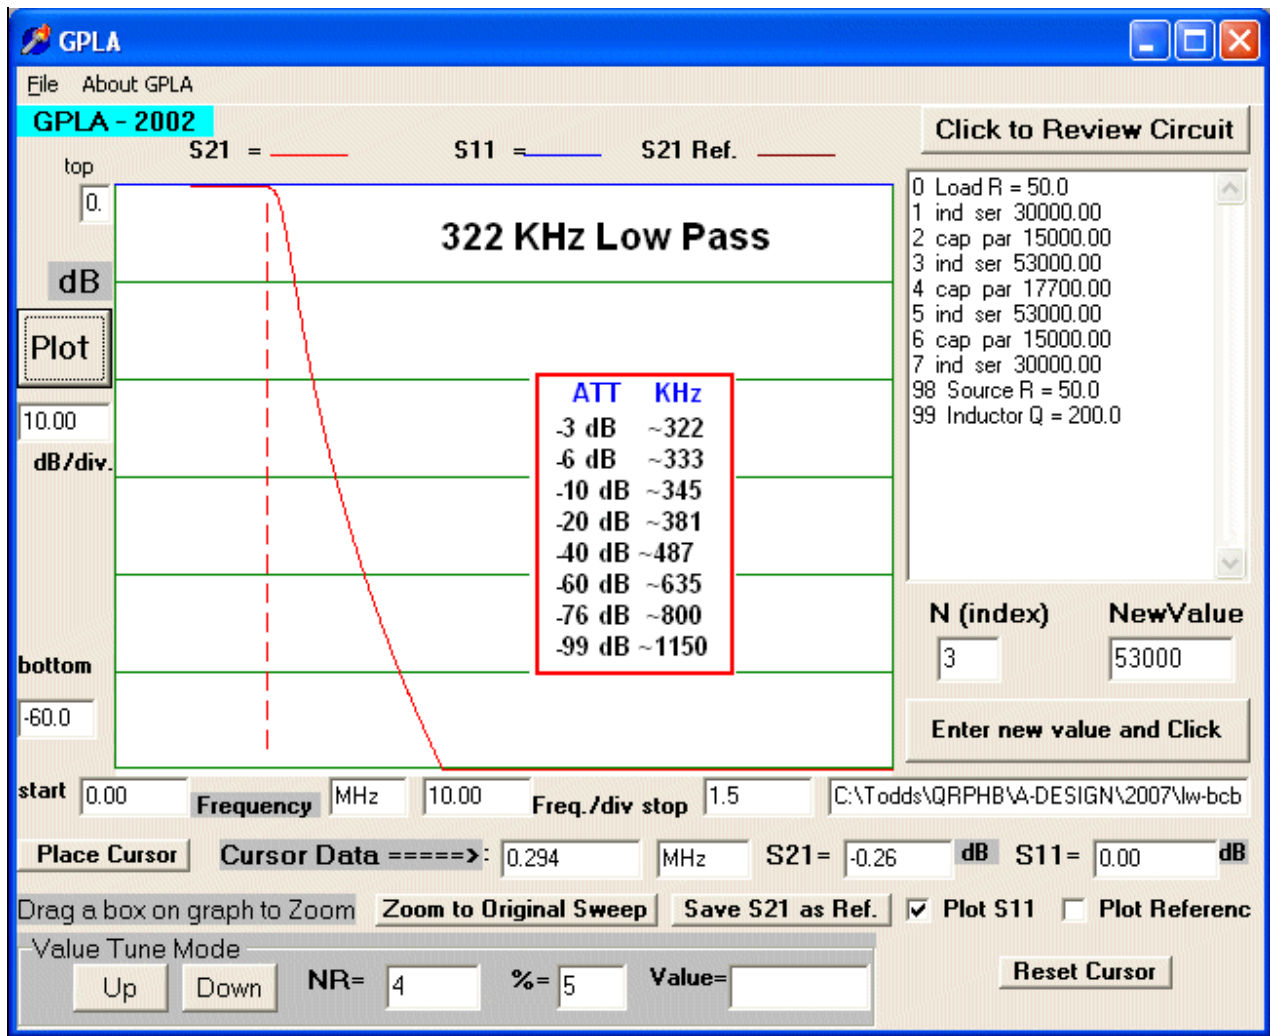 GPLA
File About GPLA
GPLA - 2002
S21 = S11 = S21 Ref.
Click to Review Circuit
top
0.
dB
Plot
10.00
dB/div.
bottom
-60.0
322 KHz Low Pass
ATT KHz
-3 dB ~322
-6 dB ~333
-10 dB ~345
-20 dB ~381
-40 dB ~487
-60 dB ~635
-76 dB ~800
-99 dB ~1150
0 Load R = 50.0
1 ind ser 30000.00
2 cap par 15000.00
3 ind ser 53000.00
4 cap par 17700.00
5 ind ser 53000.00
6 cap par 15000.00
7 ind ser 30000.00
98 Source R = 50.0
99 Inductor Q = 200.0
N (index) NewValue
3 53000
Enter new value and Click
start 0.00 Frequency MHz 10.00 Freq./div stop 1.5 C:\Todds\QRPHB\A-DESIGN\2007\lw-bcb
Place Cursor Cursor Data =====>: 0.294 MHz S21= -0.26 dB S11= 0.00 dB
Drag a box on graph to Zoom Zoom to Original Sweep Save S21 as Ref. Plot S11 Plot Referenc
Value Tune Mode
Up Down NR= 4 %= 5 Value=
Reset Cursor